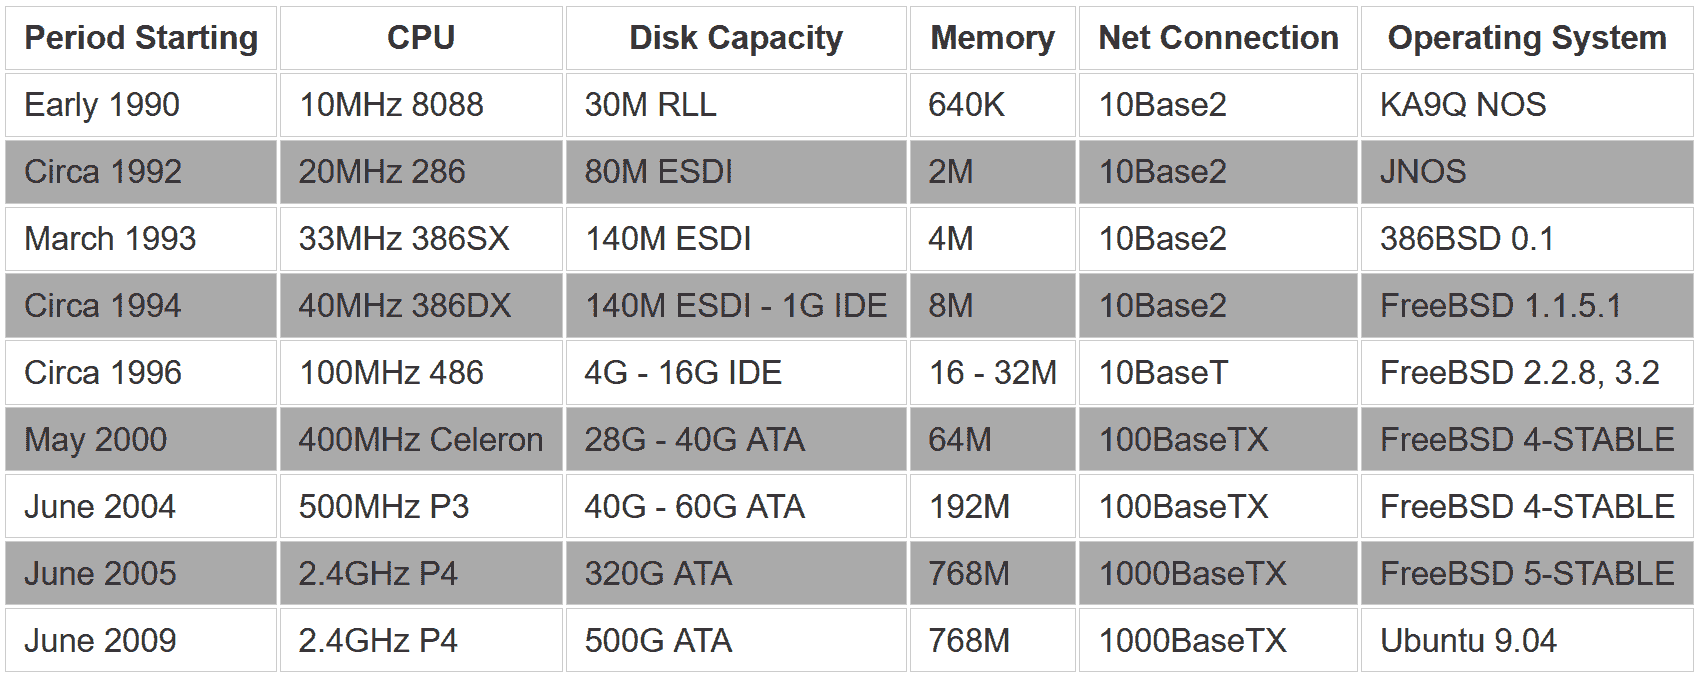 Period Starting CPU Disk Capacity Memory Net Connection Operating System
Early 1990 10MHz 8088 30M RLL 640K 10Base2 KA9Q NOS
Circa 1992 20MHz 286 80M ESDI 2M 10Base2 JNOS
March 1993 33MHz 386SX 140M ESDI 4M 10Base2 386BSD 0.1
Circa 1994 40MHz 386DX 140M ESDI - 1G IDE 8M 10Base2 FreeBSD 1.1.5.1
Circa 1996 100MHz 486 4G - 16G IDE 16 - 32M 10BaseT FreeBSD 2.2.8, 3.2
May 2000 400MHz Celeron 28G - 40G ATA 64M 100BaseTX FreeBSD 4-STABLE
June 2004 500MHz P3 40G - 60G ATA 192M 100BaseTX FreeBSD 4-STABLE
June 2005 2.4GHz P4 320G ATA 768M 1000BaseTX FreeBSD 5-STABLE
June 2009 2.4GHz P4 500G ATA 768M 1000BaseTX Ubuntu 9.04